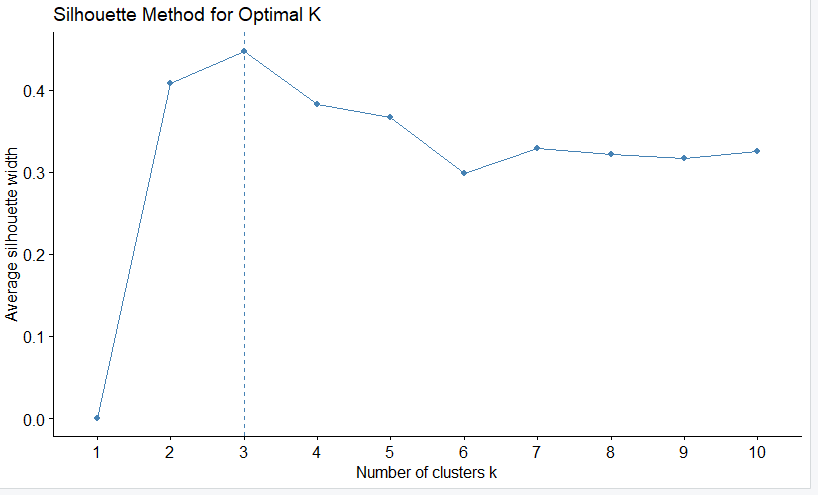 Silhouette Method for Optimal K
Average silhouette width
0.4
0.3
0.2
0.1
0.0
1 2 3 4 5 6 7 8 9 10
Number of clusters k